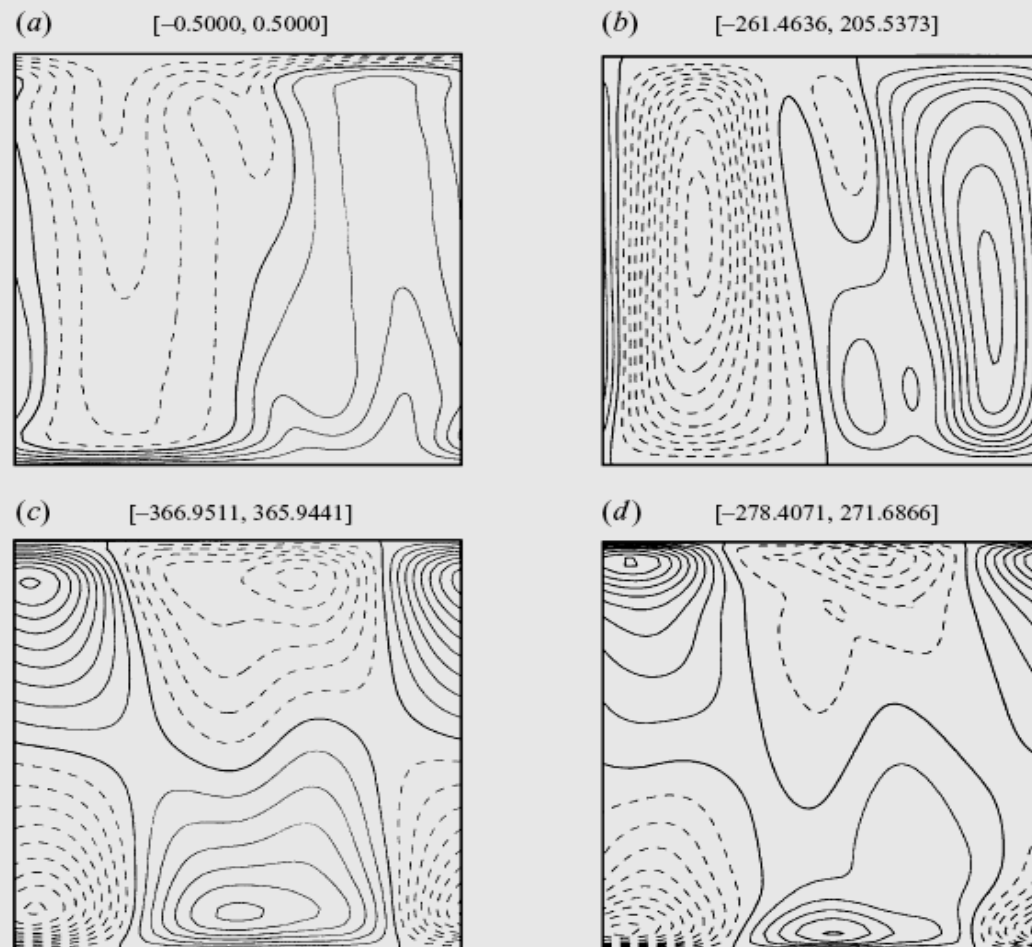 (a) [−0.5000, 0.5000]
(b) [−261.4636, 205.5373]
(c) [−366.9511, 365.9441]
(d) [−278.4071, 271.6866]